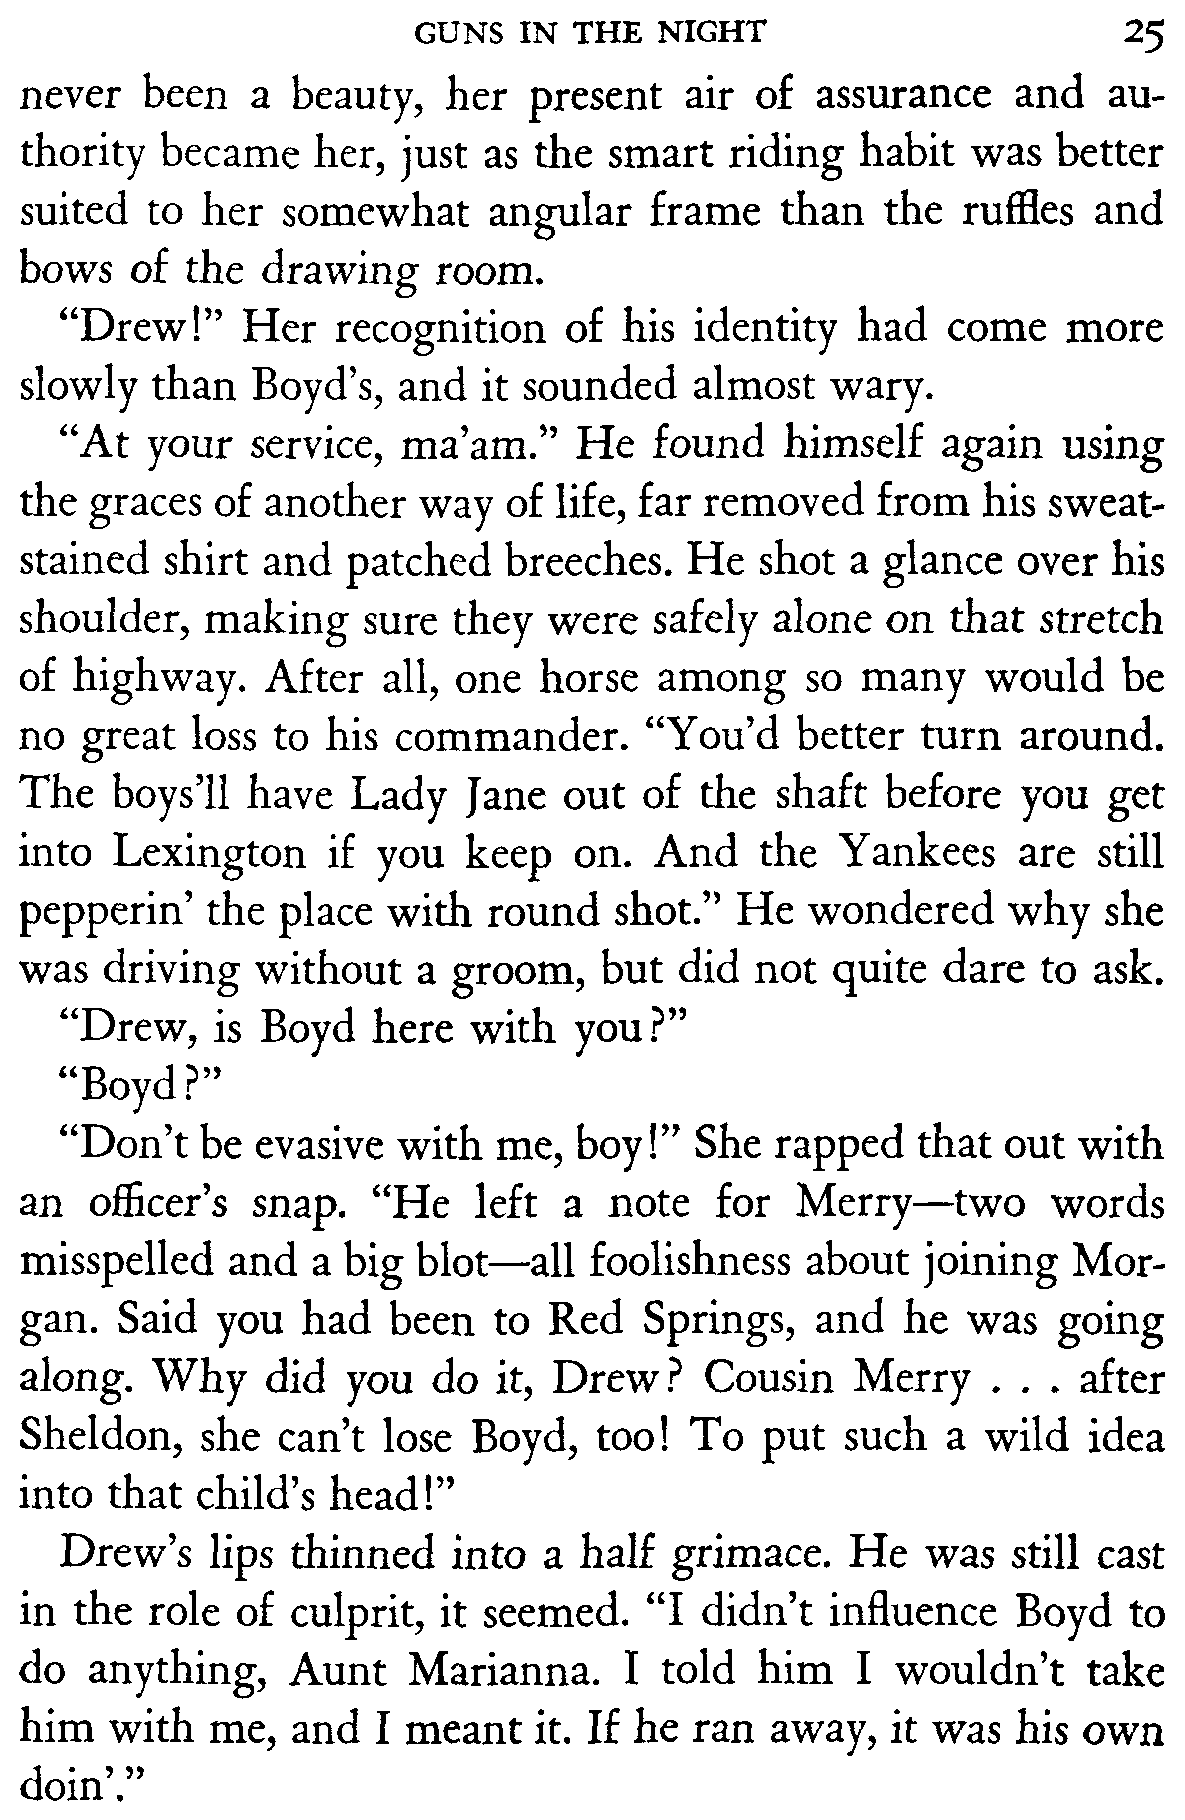 GUNS IN THE NIGHT 25
never been a beauty, her present air of assurance and au-
thority became her, just as the smart riding habit was better
suited to her somewhat angular frame than the ruffles and
bows of the drawing room.
“Drew!” Her recognition of his identity had come more
slowly than Boyd’s, and it sounded almost wary.
“At your service, ma’am.” He found himself again using
the graces of another way of life, far removed from his sweat-
stained shirt and patched breeches. He shot a glance over his
shoulder, making sure they were safely alone on that stretch
of highway. After all, one horse among so many would be
no great loss to his commander. “You’d better turn around.
The boys’ll have Lady Jane out of the shaft before you get
into Lexington if you keep on. And the Yankees are still
pepperin’ the place with round shot.” He wondered why she
was driving without a groom, but did not quite dare to ask.
“Drew, is Boyd here with you?”
“Boyd?”
“Don’t be evasive with me, boy!” She rapped that out with
an officer’s snap. “He left a note for Merry—two words
misspelled and a big blot—all foolishness about joining Mor-
gan. Said you had been to Red Springs, and he was going
along. Why did you do it, Drew? Cousin Merry . . . after
Sheldon, she can’t lose Boyd, too! To put such a wild idea
into that child’s head!”
Drew’s lips thinned into a half grimace. He was still cast
in the role of culprit, it seemed. “I didn’t influence Boyd to
do anything, Aunt Marianna. I told him I wouldn’t take
him with me, and I meant it. If he ran away, it was his own
doin’.”